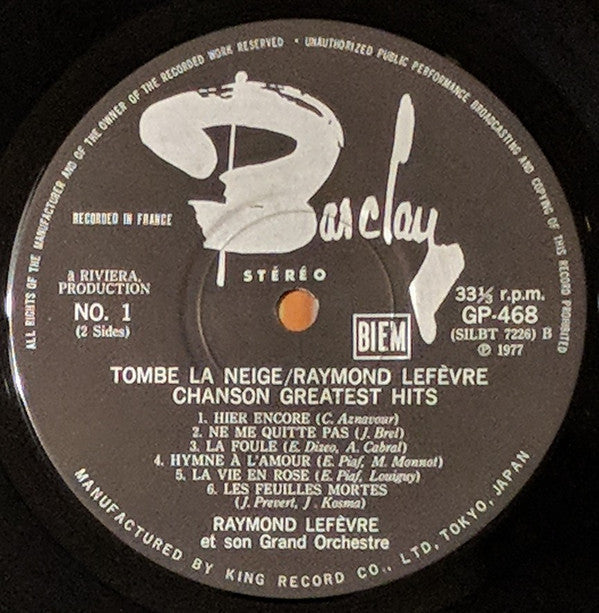 ALL RIGHTS OF THE MANUFACTURER AND OF THE OWNER OF THE RECORDED WORK RESERVED • UNAUTHORIZED PUBLIC PERFORMANCE BROADCASTING AND COPYING OF THIS RECORD PROHIBITED
Barclay
RECORDED IN FRANCE
STÉRÉO
à RIVIERA,
PRODUCTION
NO. 1
(2 Sides)
BIEM
33⅓ r.p.m.
GP-468
(SILBT 7226) B
℗ 1977
TOMBE LA NEIGE/RAYMOND LEFÈVRE
CHANSON GREATEST HITS
1. HIER ENCORE (C. Aznavour)
2. NE ME QUITTE PAS (J. Brel)
3. LA FOULE (E. Dizeo, A. Cabral)
4. HYMNE À L'AMOUR (E. Piaf, M. Monnot)
5. LA VIE EN ROSE (E. Piaf, Louiguy)
6. LES FEUILLES MORTES
(J. Prevert, J. Kosma)
RAYMOND LEFÈVRE
et son Grand Orchestre
MANUFACTURED BY KING RECORD CO., LTD, TOKYO, JAPAN